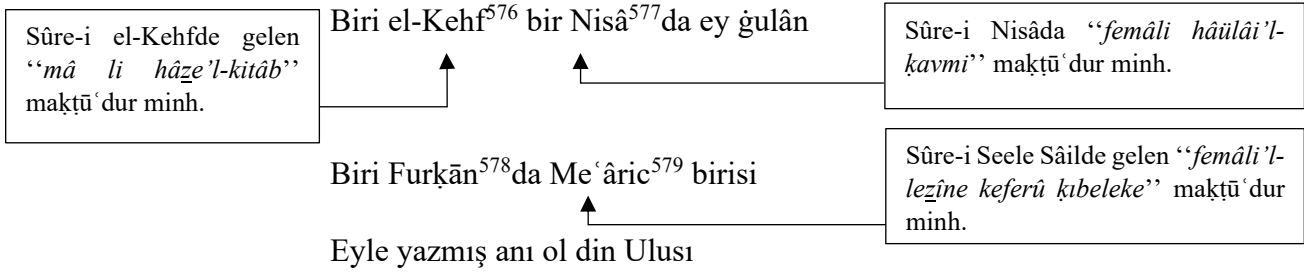 Biri el-Kehf576 bir Nisâ577da ey ġulân
Sûre-i el-Kehfde gelen
‘‘mâ li hâẕe’l-kitâb’’
maḳṭūʿdur minh.
Sûre-i Nisâda ‘‘femâli hâülâi’l-
ḳavmi’’ maḳṭūʿdur minh.
Biri Furḳān578da Meʿâric579 birisi
Sûre-i Seele Sâilde gelen ‘‘femâli’l-
leẕîne keferû ḳıbeleke’’ maḳṭūʿdur
minh.
Eyle yazmış anı ol din Ulusı